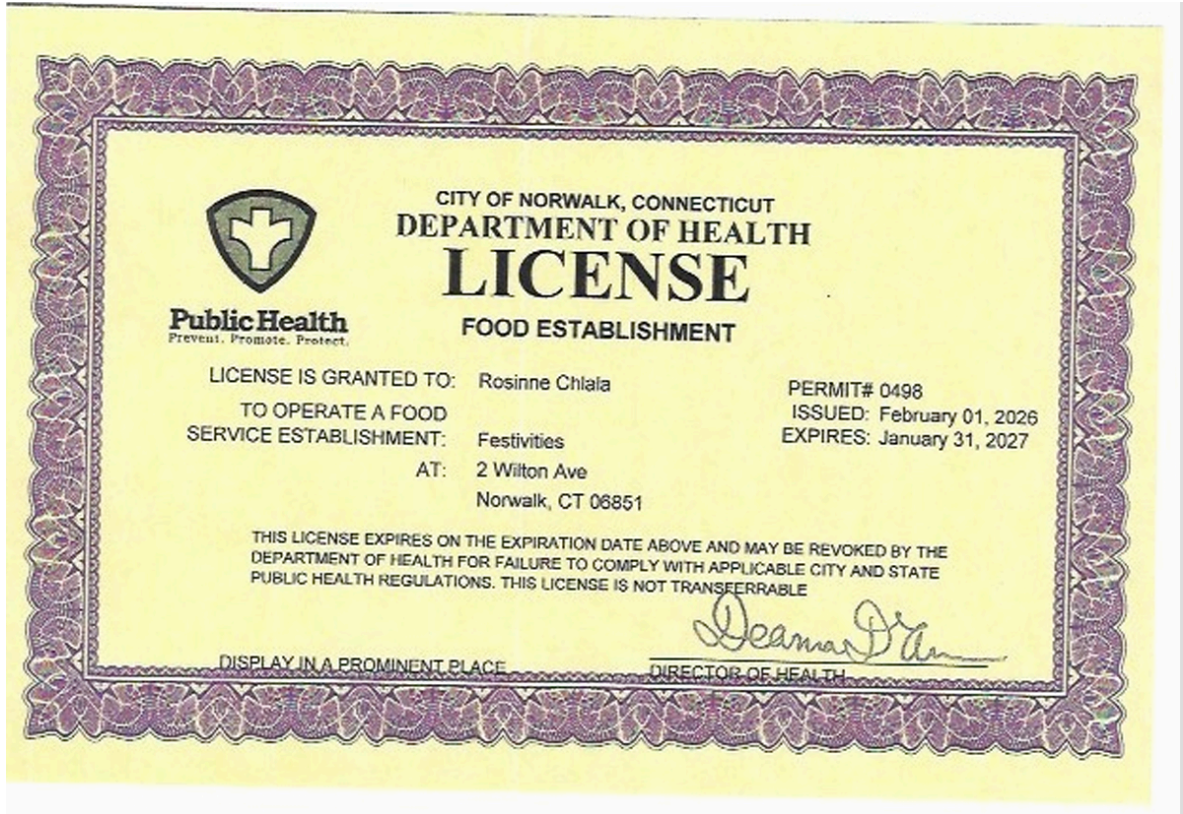 CITY OF NORWALK, CONNECTICUT
DEPARTMENT OF HEALTH
LICENSE
FOOD ESTABLISHMENT
Public Health
Prevent. Promote. Protect.
LICENSE IS GRANTED TO: Rosinne Chlala
PERMIT# 0498
TO OPERATE A FOOD
ISSUED: February 01, 2026
SERVICE ESTABLISHMENT: Festivities
EXPIRES: January 31, 2027
AT: 2 Wilton Ave
Norwalk, CT 06851
THIS LICENSE EXPIRES ON THE EXPIRATION DATE ABOVE AND MAY BE REVOKED BY THE
DEPARTMENT OF HEALTH FOR FAILURE TO COMPLY WITH APPLICABLE CITY AND STATE
PUBLIC HEALTH REGULATIONS. THIS LICENSE IS NOT TRANSFERRABLE
DISPLAY IN A PROMINENT PLACE
DIRECTOR OF HEALTH